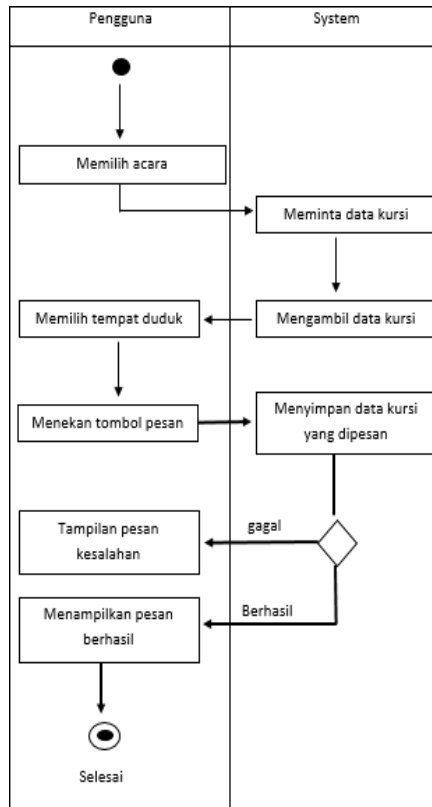 Pengguna
System
Memilih acara
Meminta data kursi
Memilih tempat duduk
Mengambil data kursi
Menekan tombol pesan
Menyimpan data kursi
yang dipesan
gagal
Tampilan pesan
kesalahan
Berhasil
Menampilkan pesan
berhasil
Selesai